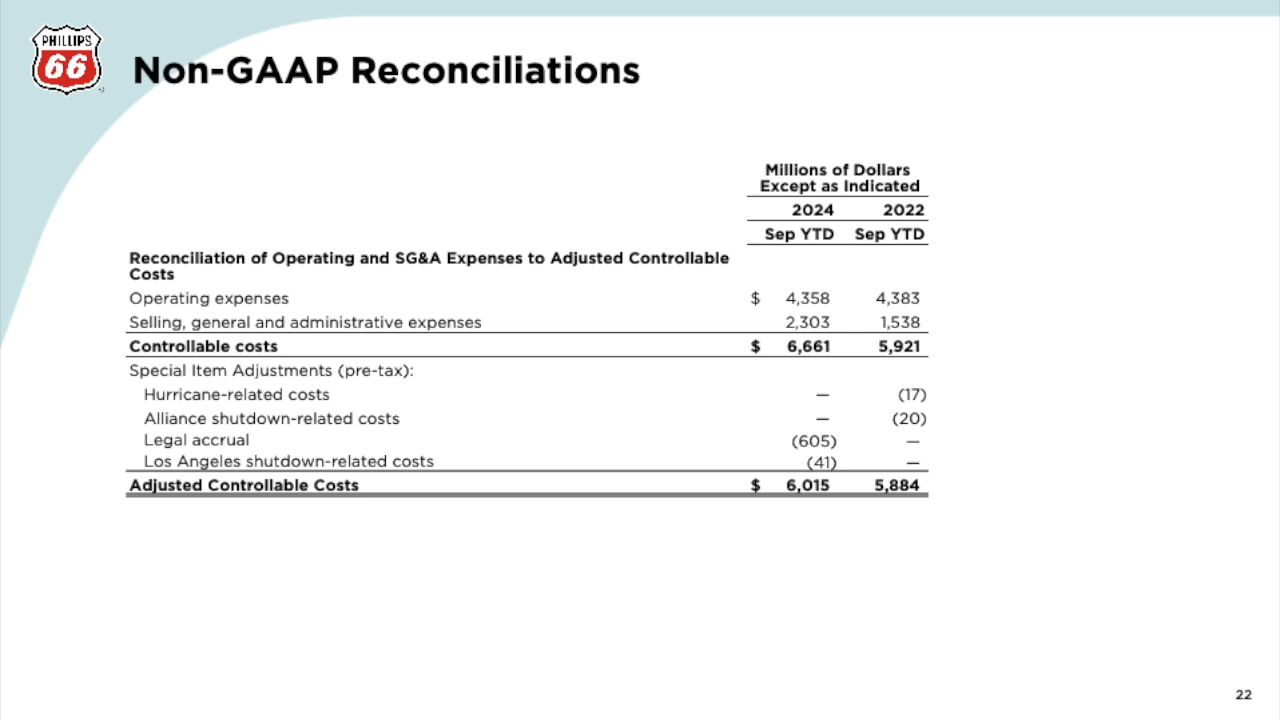 PHILLIPS
66
Non-GAAP Reconciliations
Millions of Dollars
Except as Indicated
2024 2022
Sep YTD Sep YTD
Reconciliation of Operating and SG&A Expenses to Adjusted Controllable
Costs
Operating expenses $ 4,358 4,383
Selling, general and administrative expenses 2,303 1,538
Controllable costs $ 6,661 5,921
Special Item Adjustments (pre-tax):
Hurricane-related costs — (17)
Alliance shutdown-related costs — (20)
Legal accrual (605) —
Los Angeles shutdown-related costs (41) —
Adjusted Controllable Costs $ 6,015 5,884
22